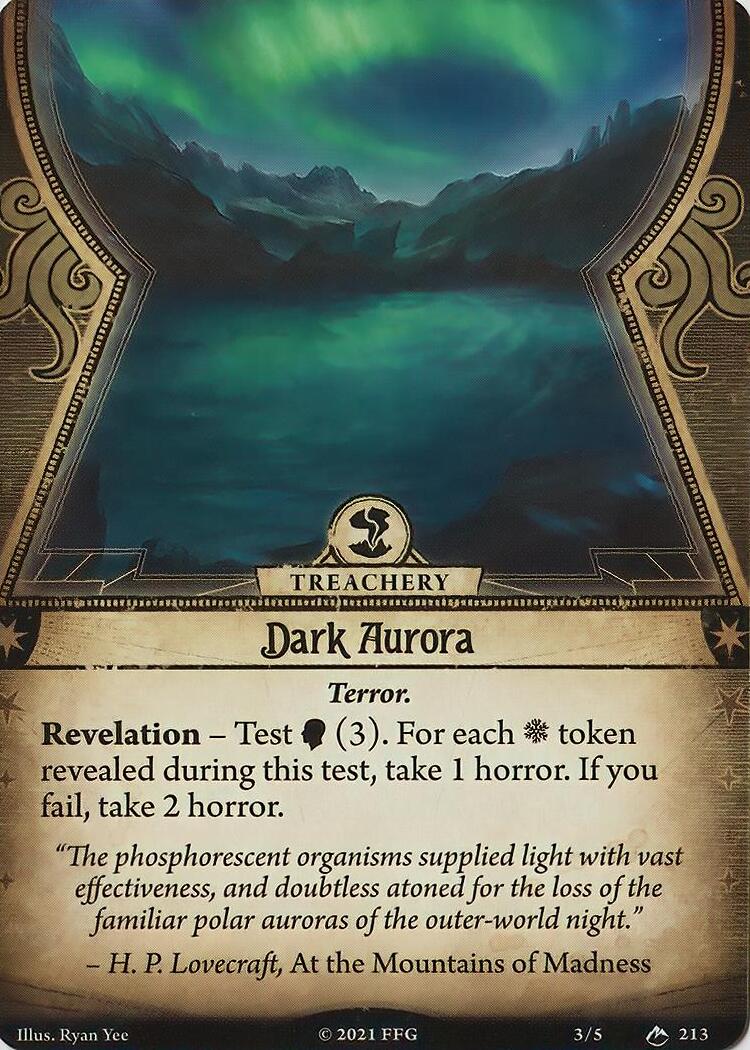 TREACHERY
Dark Aurora
Terror.
Revelation – Test (3). For each token
revealed during this test, take 1 horror. If you
fail, take 2 horror.
“The phosphorescent organisms supplied light with vast
effectiveness, and doubtless atoned for the loss of the
familiar polar auroras of the outer-world night.”
– H. P. Lovecraft, At the Mountains of Madness
Illus. Ryan Yee © 2021 FFG 3/5 213